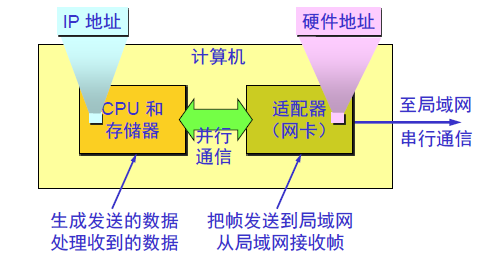 IP 地址
硬件地址
计算机
CPU 和
存储器
并行
通信
适配器
（网卡）
至局域网
串行通信
生成发送的数据
处理收到的数据
把帧发送到局域网
从局域网接收帧